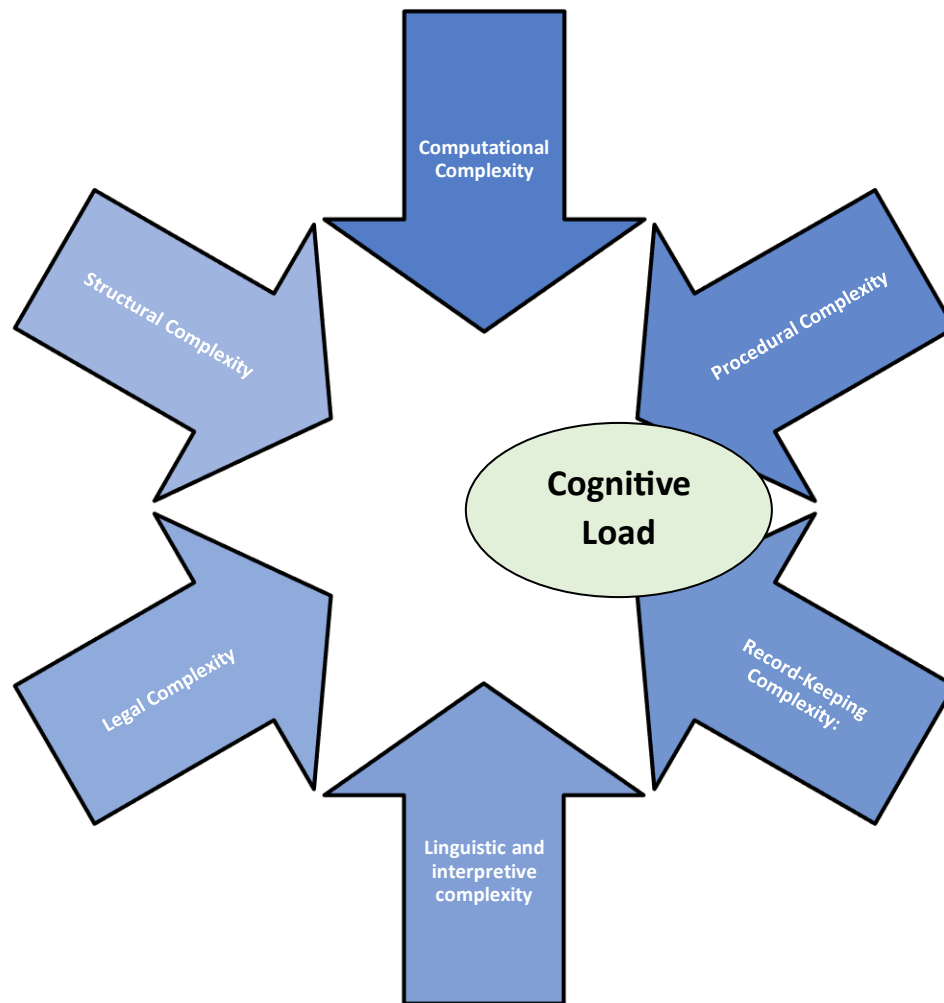 Computational
Complexity
Structural Complexity
Procedural Complexity
Cognitive
Load
Legal Complexity
Record-Keeping
Complexity:
Linguistic and
interpretive
complexity